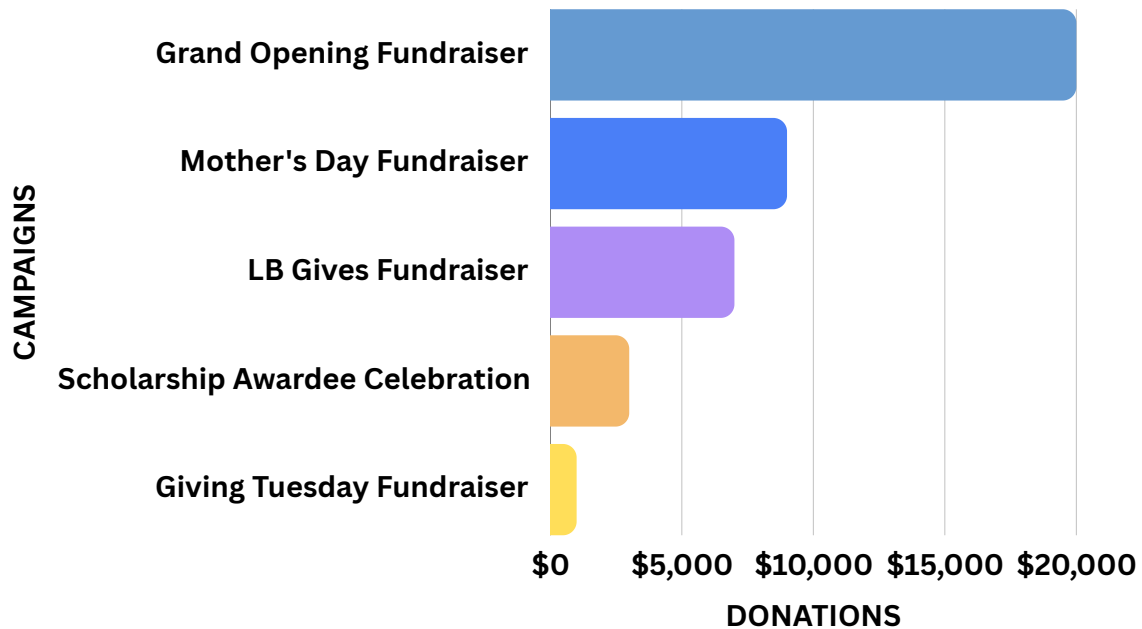 CAMPAIGNS
Grand Opening Fundraiser
Mother's Day Fundraiser
LB Gives Fundraiser
Scholarship Awardee Celebration
Giving Tuesday Fundraiser
$0 $5,000 $10,000 $15,000 $20,000
DONATIONS